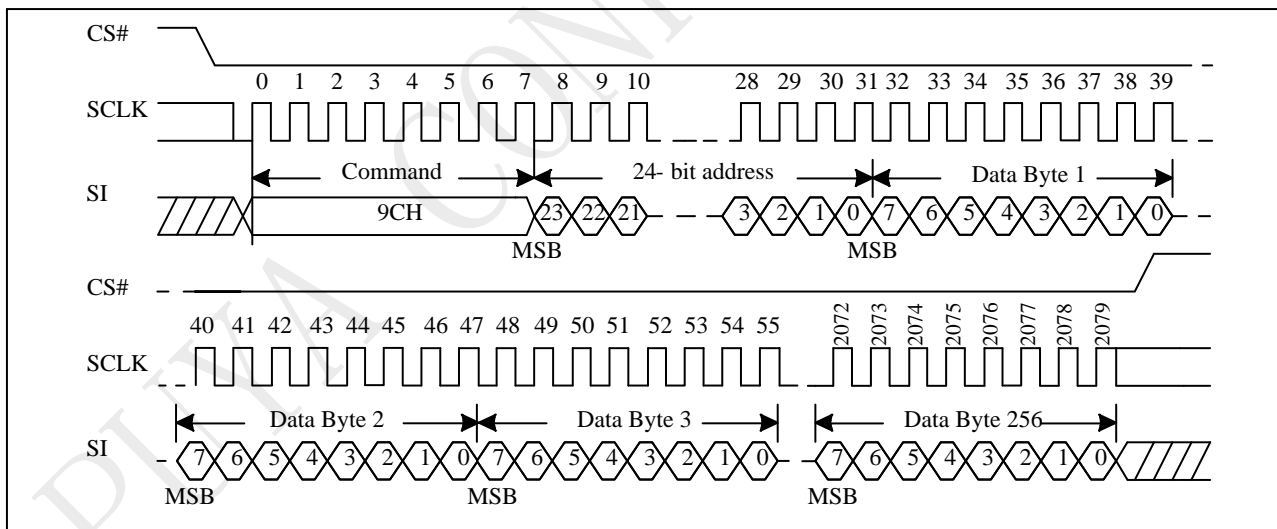 CS#
0 1 2 3 4 5 6 7 8 9 10 28 29 30 31 32 33 34 35 36 37 38 39
SCLK
Command 24- bit address Data Byte 1
SI
9CH 23 22 21 3 2 1 0 7 6 5 4 3 2 1 0
MSB MSB
CS#
40 41 42 43 44 45 46 47 48 49 50 51 52 53 54 55 2072 2073 2074 2075 2076 2077 2078 2079
SCLK
Data Byte 2 Data Byte 3 Data Byte 256
SI
7 6 5 4 3 2 1 0 7 6 5 4 3 2 1 0 7 6 5 4 3 2 1 0
MSB MSB MSB
PUYA CONF